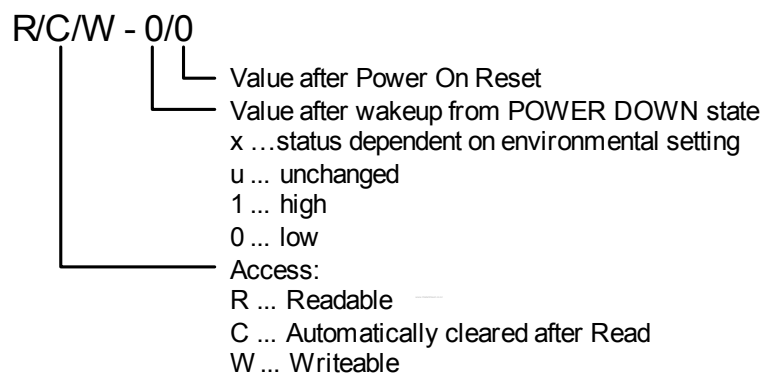 R/C/W - 0/0
Value after Power On Reset
Value after wakeup from POWER DOWN state
x ...status dependent on environmental setting
u ... unchanged
1 ... high
0 ... low
Access:
R ... Readable
C ... Automatically cleared after Read
W ... Writeable